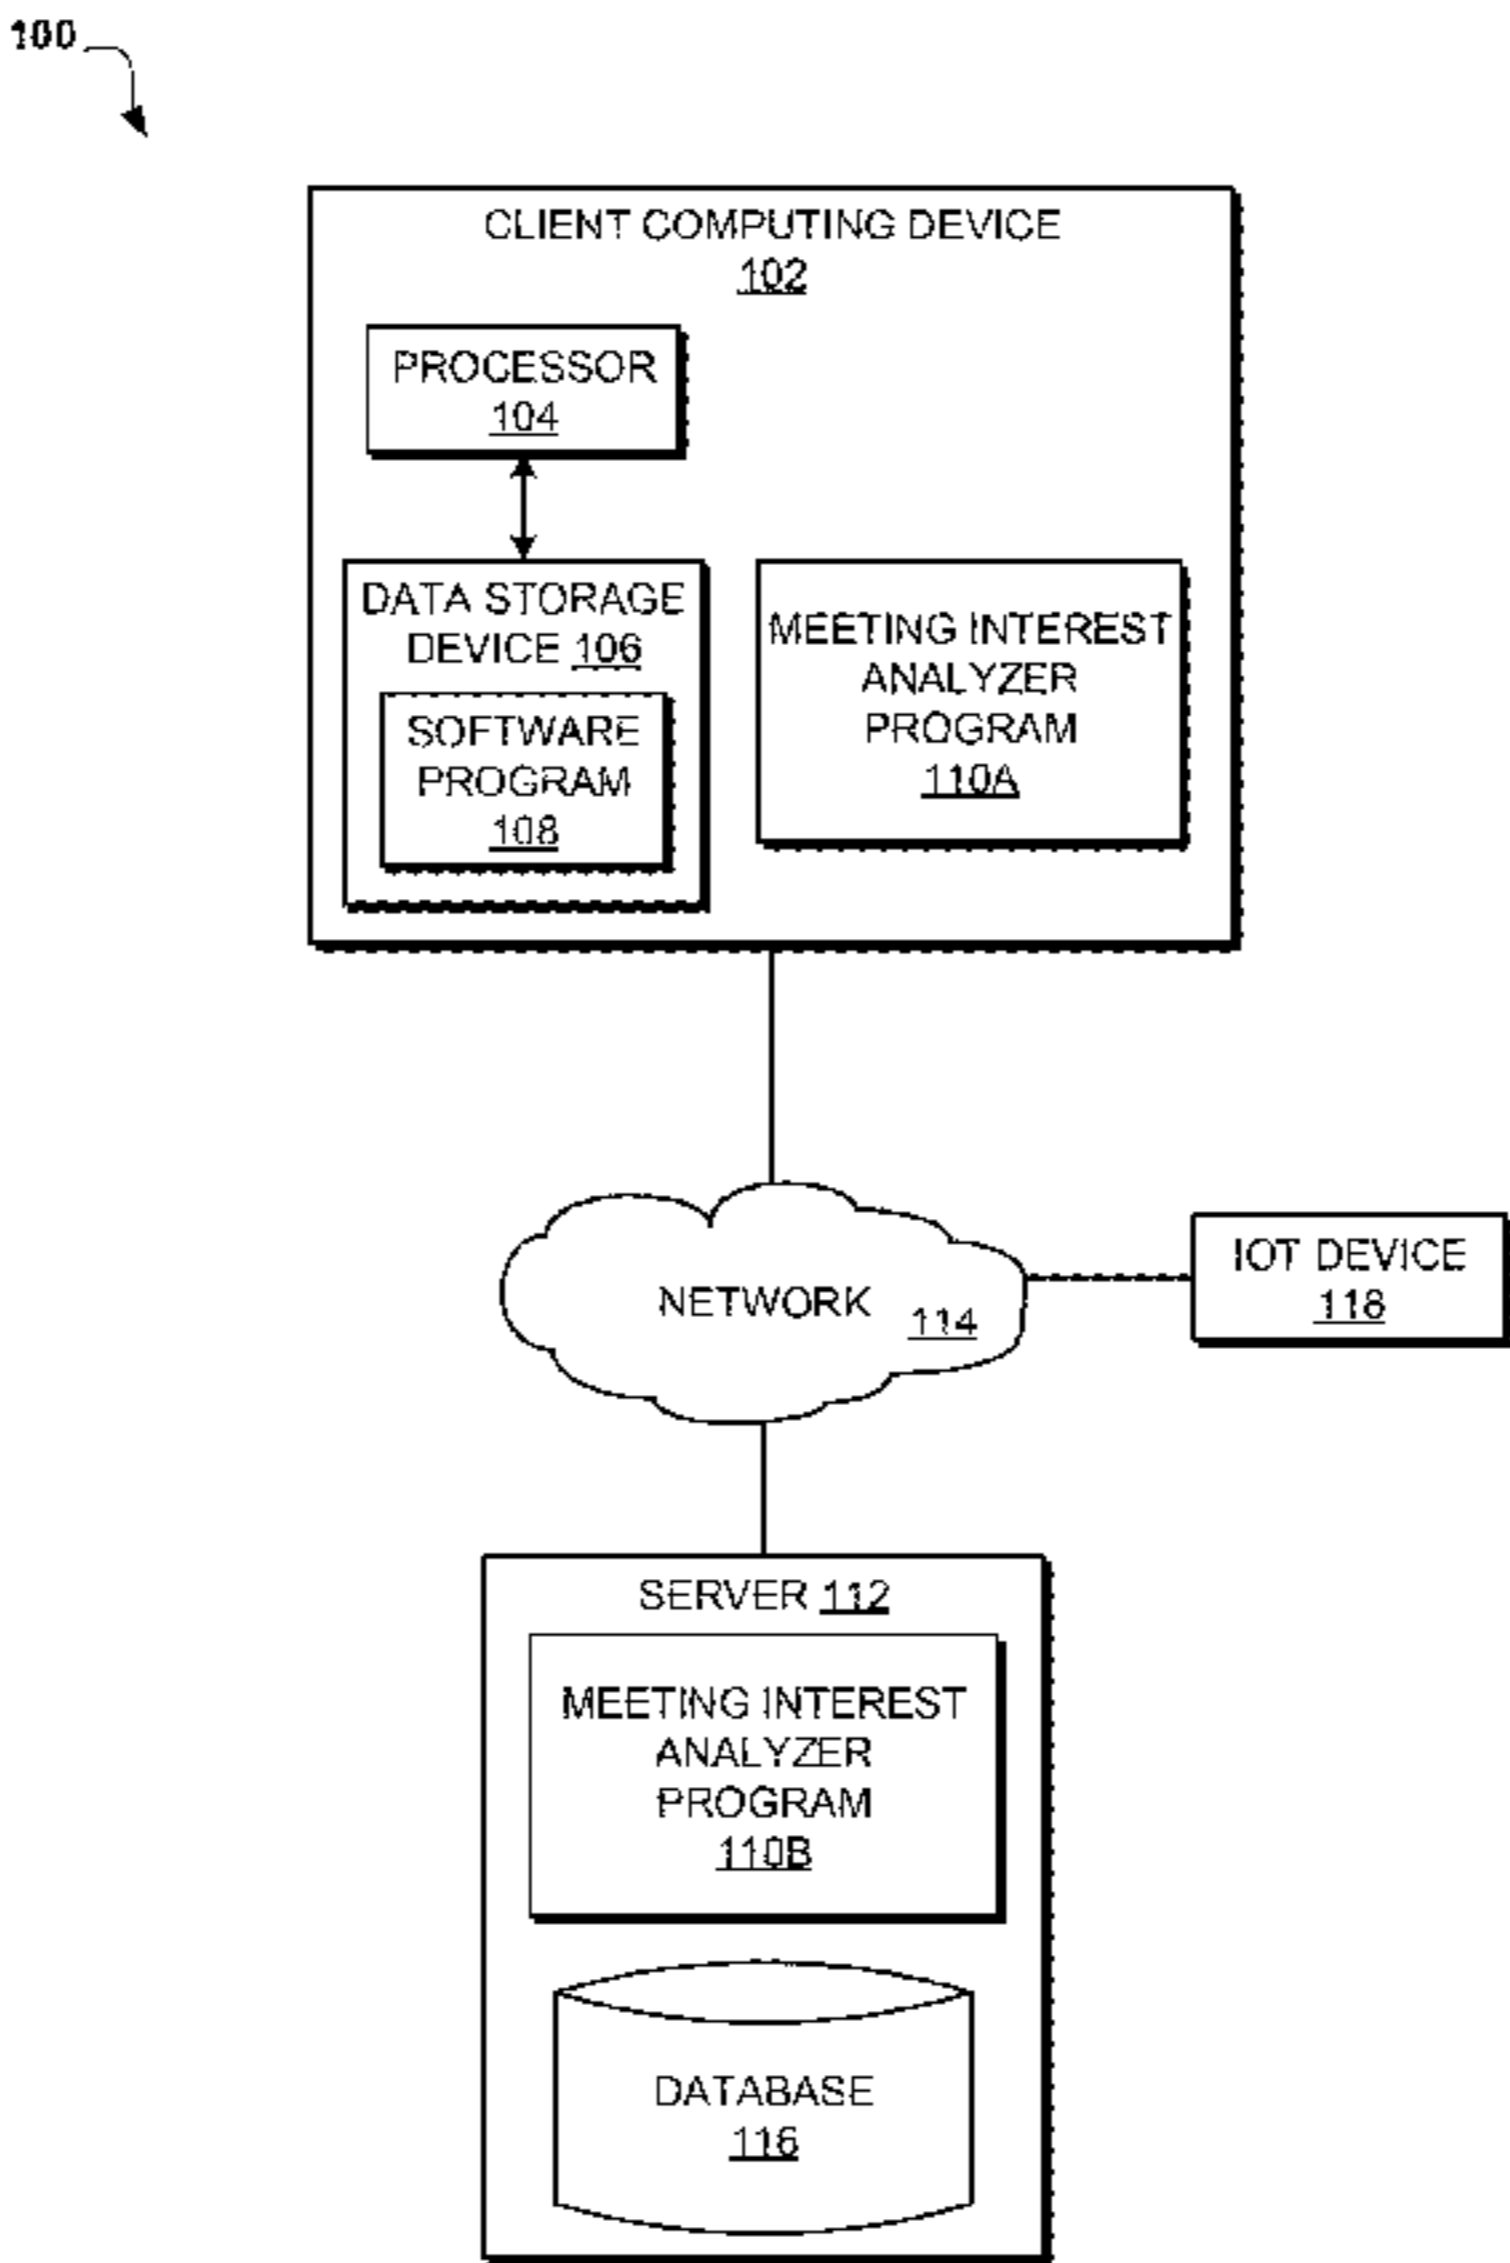 100
CLIENT COMPUTING DEVICE
102
PROCESSOR
104
DATA STORAGE
DEVICE 106
SOFTWARE
PROGRAM
108
MEETING INTEREST
ANALYZER
PROGRAM
110A
NETWORK 114
IOT DEVICE
118
SERVER 112
MEETING INTEREST
ANALYZER
PROGRAM
110B
DATABASE
116